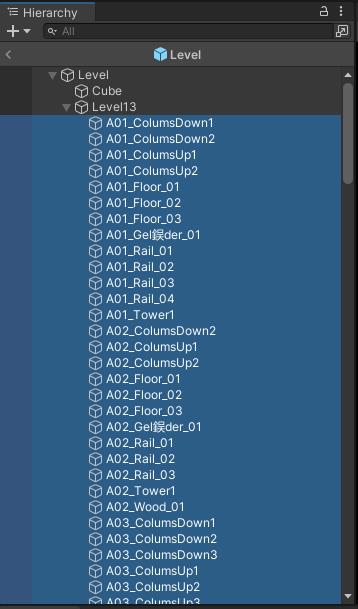 Hierarchy
All
Level
Level
Cube
Level13
A01_ColumsDown1
A01_ColumsDown2
A01_ColumsUp1
A01_ColumsUp2
A01_Floor_01
A01_Floor_02
A01_Floor_03
A01_Gel鋘der_01
A01_Rail_01
A01_Rail_02
A01_Rail_03
A01_Rail_04
A01_Tower1
A02_ColumsDown2
A02_ColumsUp1
A02_ColumsUp2
A02_Floor_01
A02_Floor_02
A02_Floor_03
A02_Gel鋘der_01
A02_Rail_01
A02_Rail_02
A02_Rail_03
A02_Tower1
A02_Wood_01
A03_ColumsDown1
A03_ColumsDown2
A03_ColumsDown3
A03_ColumsUp1
A03_ColumsUp2
A03_ColumsUp3